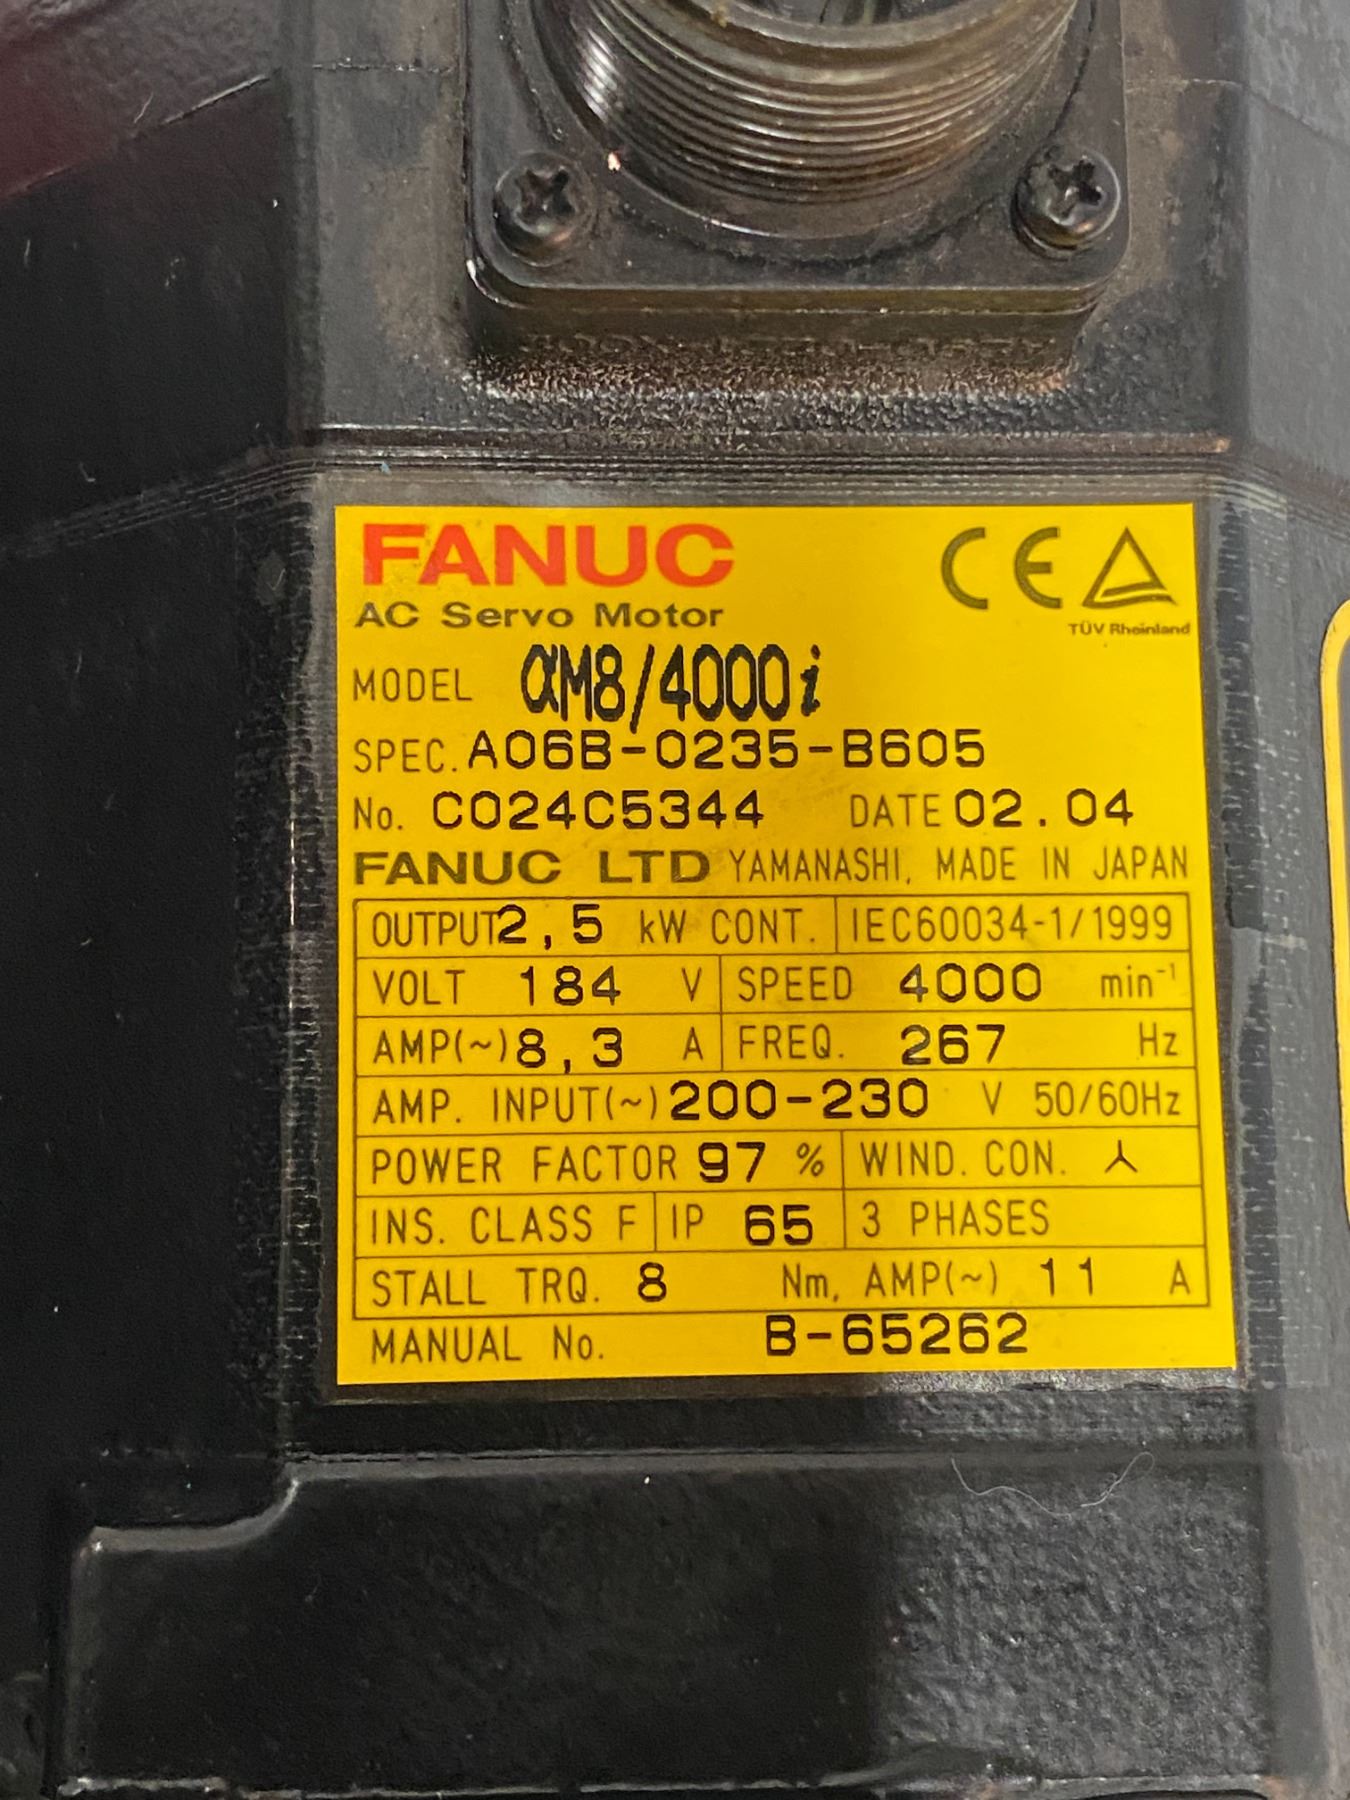 FANUC
CE
AC Servo Motor
TÜV Rheinland
MODEL αM8/4000i
SPEC. A06B-0235-B605
No. C024C5344 DATE 02.04
FANUC LTD YAMANASHI, MADE IN JAPAN
OUTPUT 2,5 kW CONT. IEC60034-1/1999
VOLT 184 V SPEED 4000 min⁻¹
AMP(~) 8,3 A FREQ. 267 Hz
AMP. INPUT(~) 200-230 V 50/60Hz
POWER FACTOR 97 % WIND. CON. ⅄
INS. CLASS F IP 65 3 PHASES
STALL TRQ. 8 Nm, AMP(~) 11 A
MANUAL No. B-65262